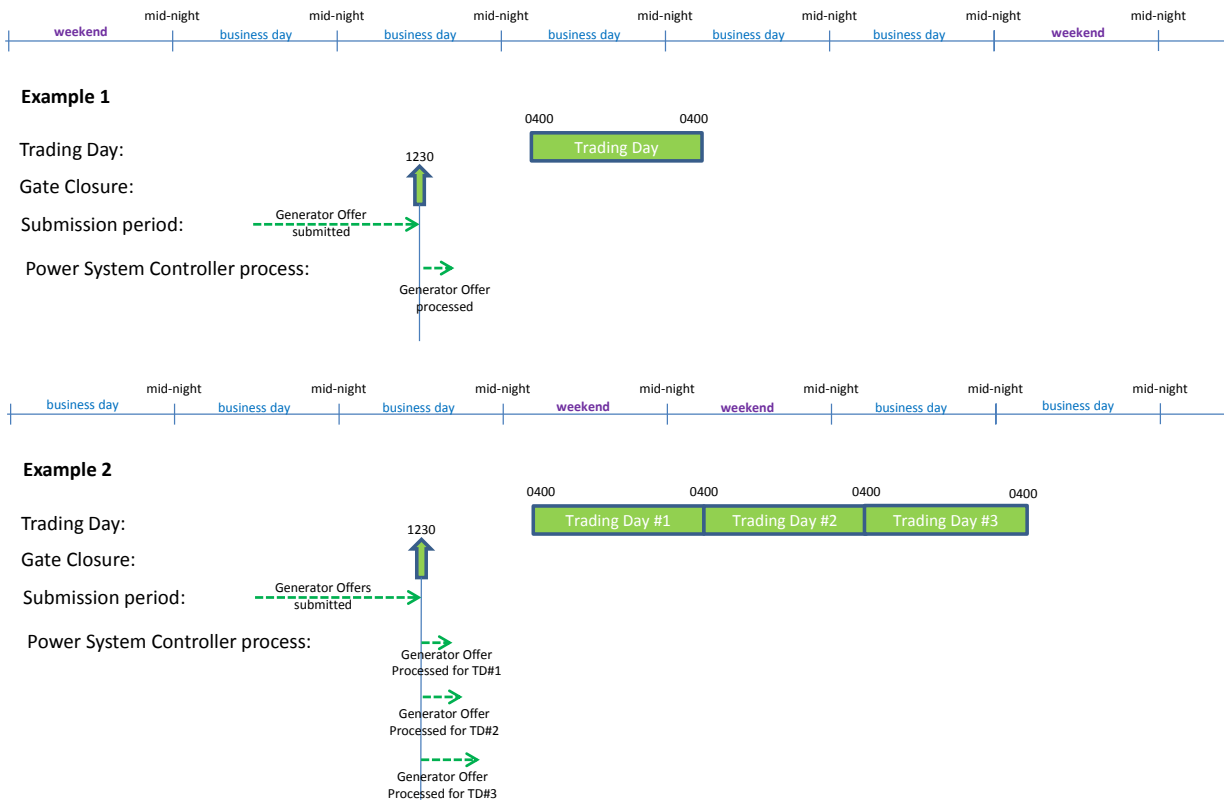 mid-night mid-night mid-night mid-night mid-night mid-night mid-night
weekend business day business day business day business day business day weekend
Example 1
0400 0400
Trading Day: Trading Day
1230
Gate Closure:
Submission period: Generator Offer
submitted
Power System Controller process:
Generator Offer
processed
mid-night mid-night mid-night mid-night mid-night mid-night mid-night
business day business day business day weekend weekend business day business day
Example 2
0400 0400 0400 0400
Trading Day: Trading Day #1 Trading Day #2 Trading Day #3
1230
Gate Closure:
Submission period: Generator Offers
submitted
Power System Controller process:
Generator Offer
Processed for TD#1
Generator Offer
Processed for TD#2
Generator Offer
Processed for TD#3